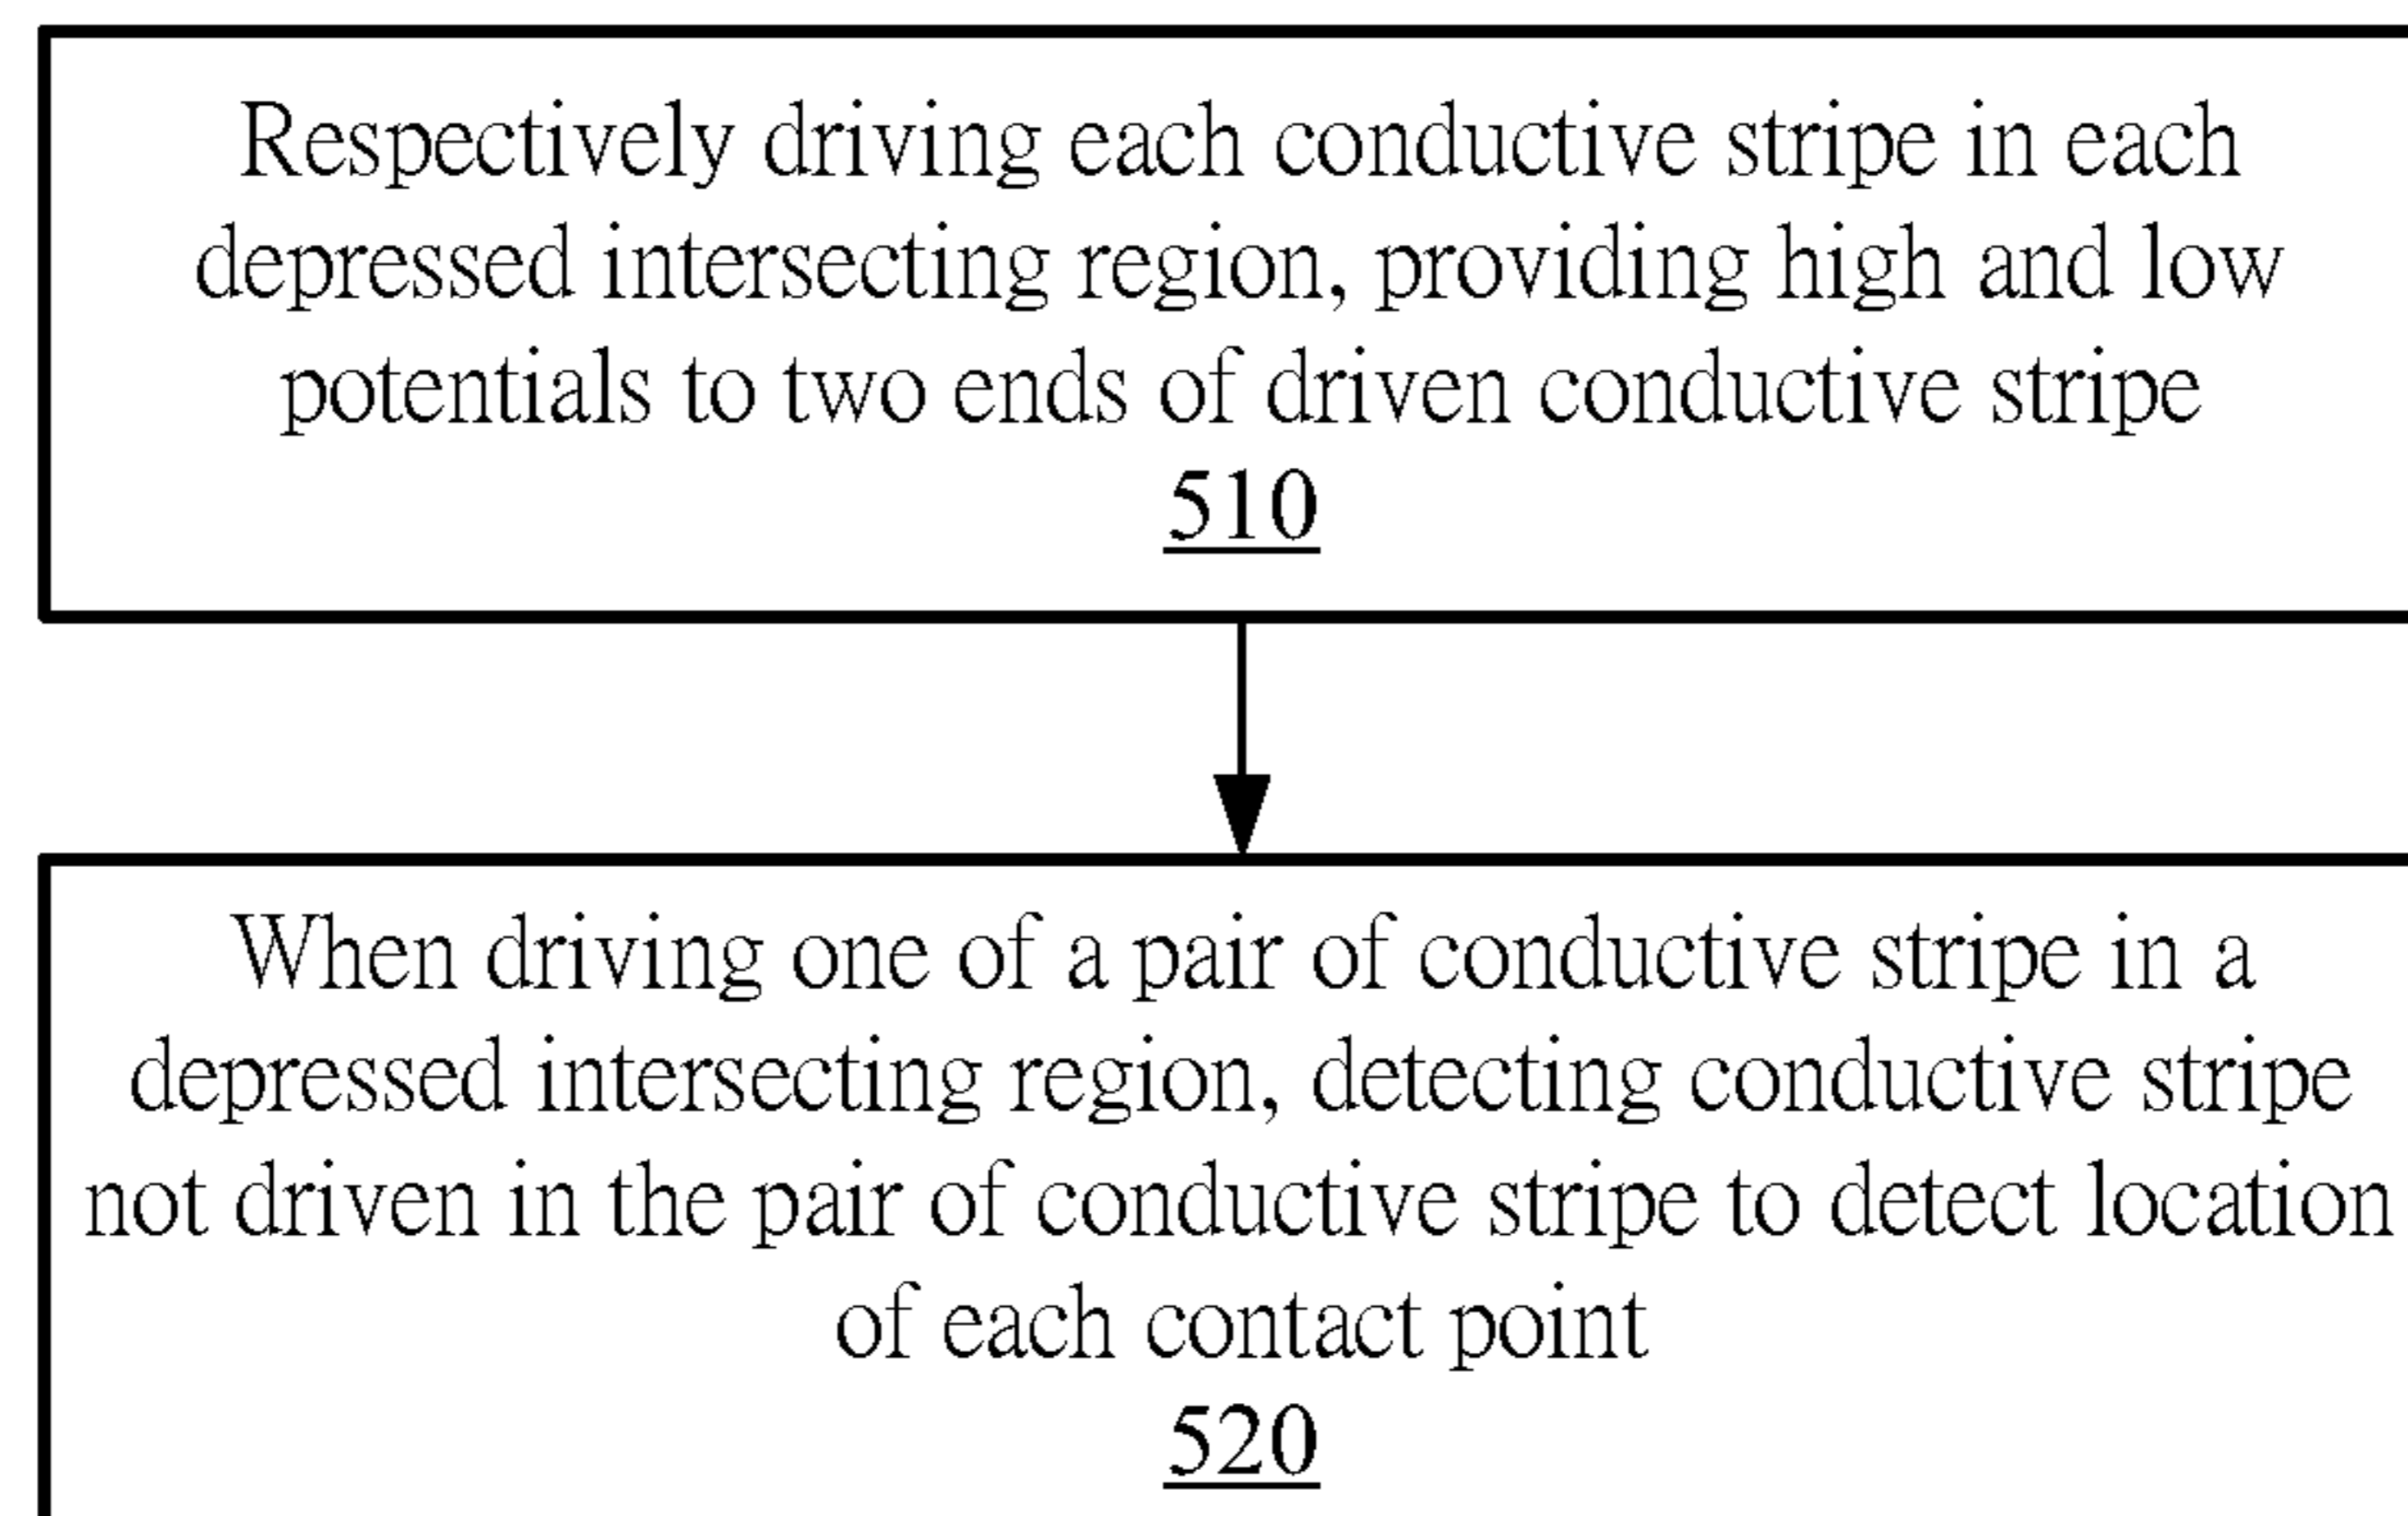 Respectively driving each conductive stripe in each
depressed intersecting region, providing high and low
potentials to two ends of driven conductive stripe
510
When driving one of a pair of conductive stripe in a
depressed intersecting region, detecting conductive stripe
not driven in the pair of conductive stripe to detect location
of each contact point
520